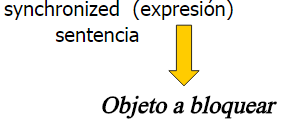 synchronized (expresión)
sentencia
Objeto a bloquear